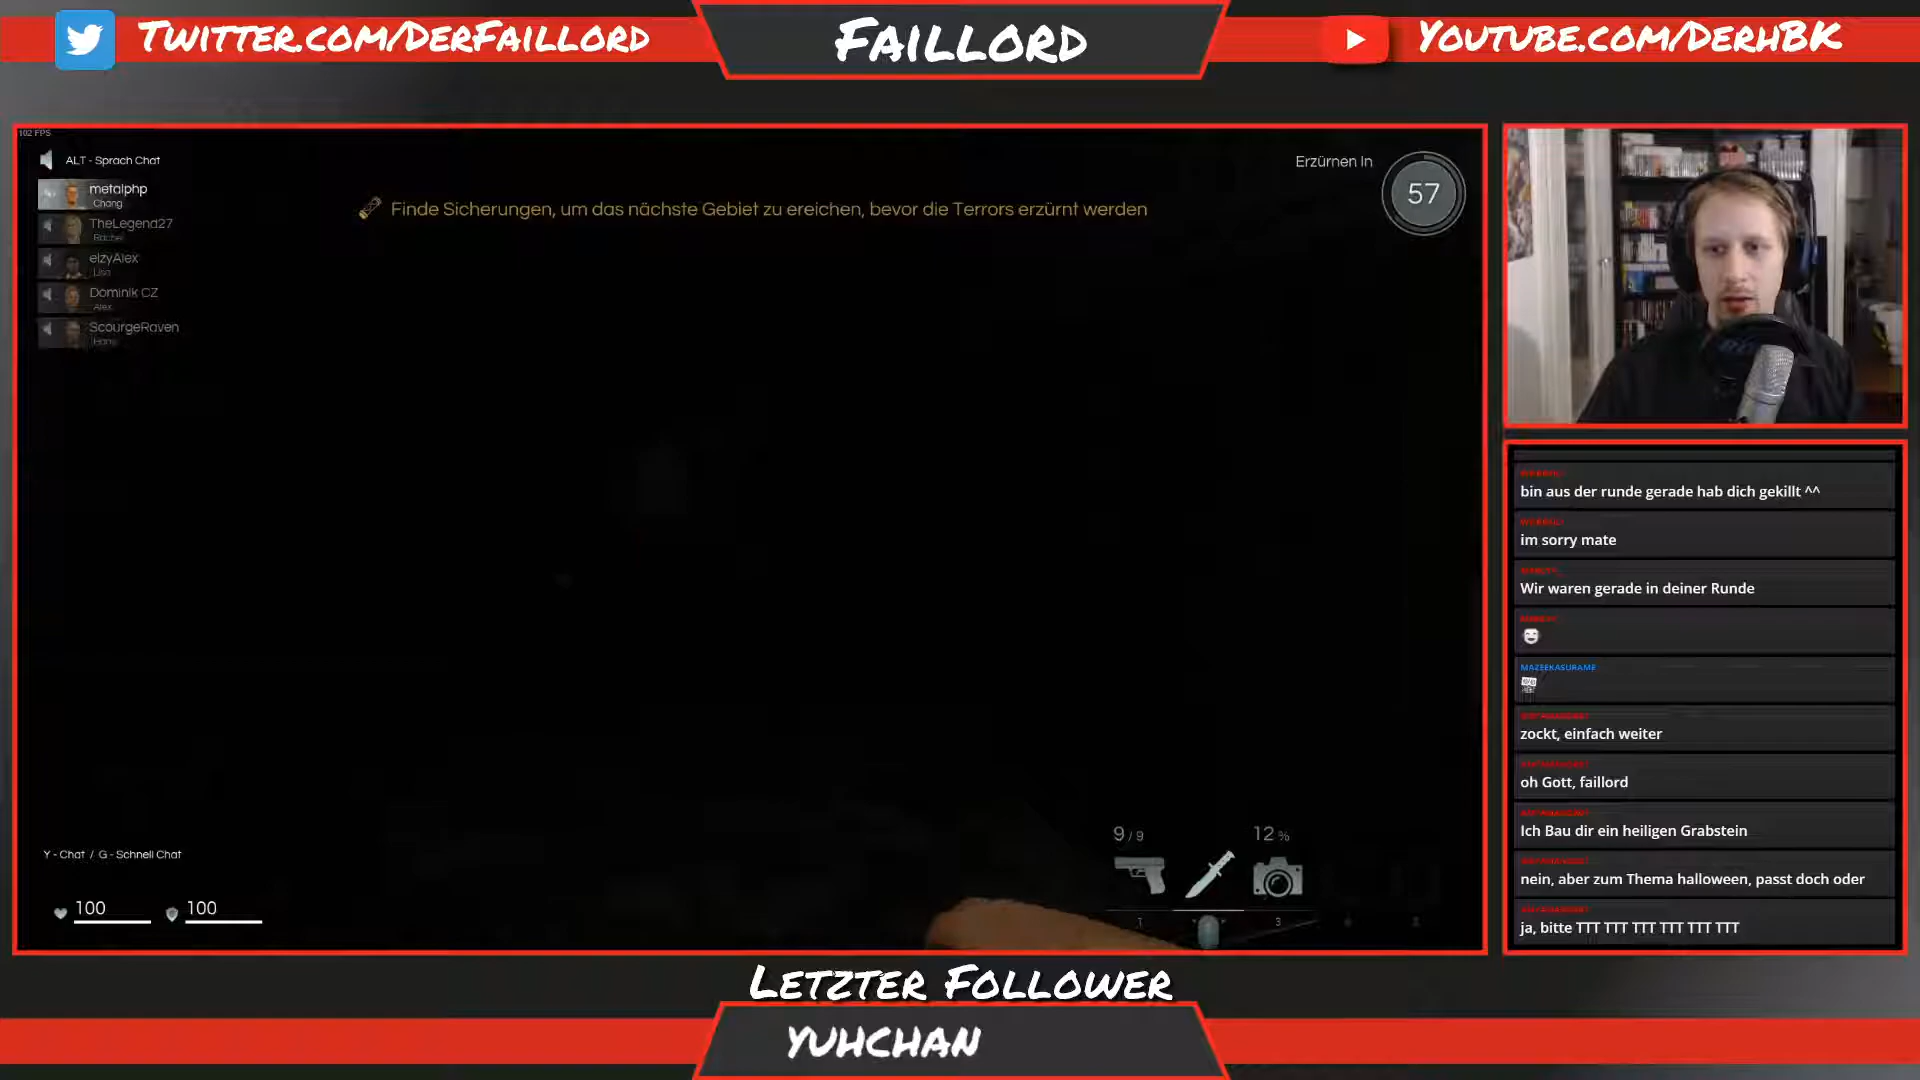 Twitter.com/DerFaillord
Faillord
Youtube.com/DerhBK
102 FPS
ALT - Sprach Chat
metalphp
Chang
TheLegend27
Rachel
elzyAlex
Lisa
Dominik CZ
Alex
ScourgeRaven
Hans
Finde Sicherungen, um das nächste Gebiet zu ereichen, bevor die Terrors erzürnt werden
Erzürnen In
57
Y - Chat / G - Schnell Chat
100
100
9 / 9
12 %
1
3
bin aus der runde gerade hab dich gekillt ^^
im sorry mate
Wir waren gerade in deiner Runde
MAZEEKASURAME
zockt, einfach weiter
oh Gott, faillord
Ich Bau dir ein heiligen Grabstein
nein, aber zum Thema halloween, passt doch oder
ja, bitte TTT TTT TTT TTT TTT TTT
Letzter Follower
yuhchan